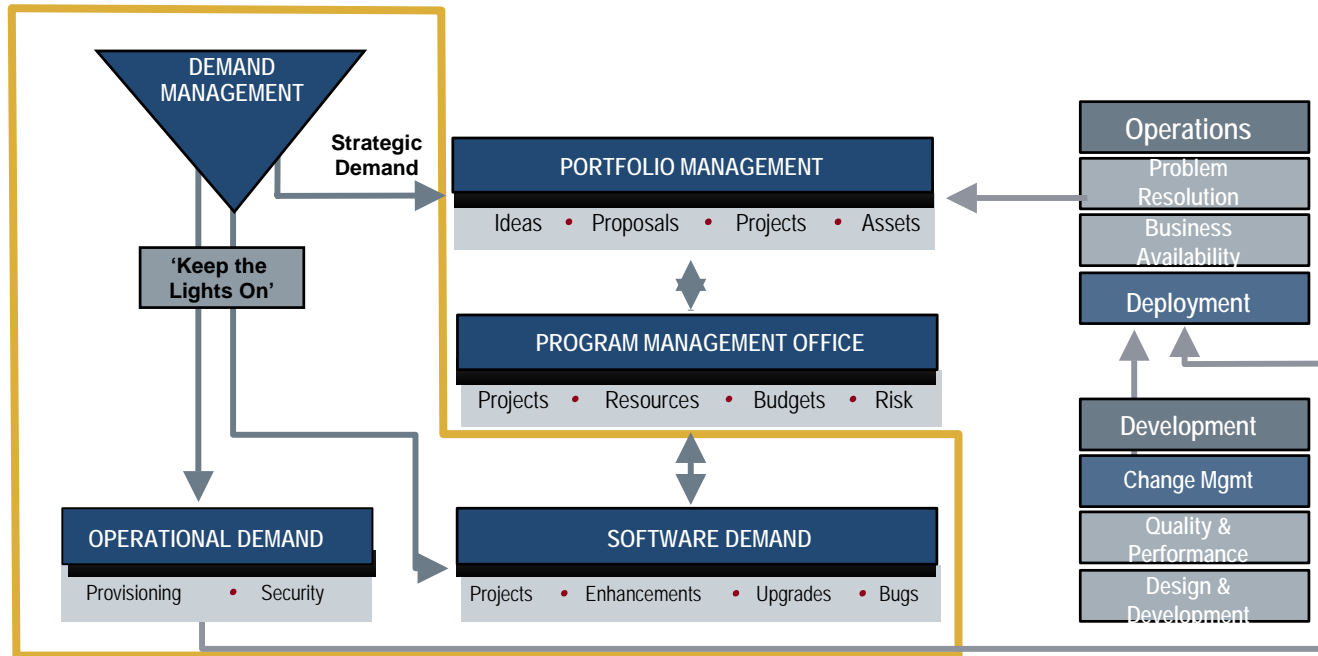 DEMAND
MANAGEMENT
Strategic
Demand
‘Keep the
Lights On’
PORTFOLIO MANAGEMENT
Ideas • Proposals • Projects • Assets
PROGRAM MANAGEMENT OFFICE
Projects • Resources • Budgets • Risk
OPERATIONAL DEMAND
Provisioning • Security
SOFTWARE DEMAND
Projects • Enhancements • Upgrades • Bugs
Operations
Problem
Resolution
Business
Availability
Deployment
Development
Change Mgmt
Quality &
Performance
Design &
Development